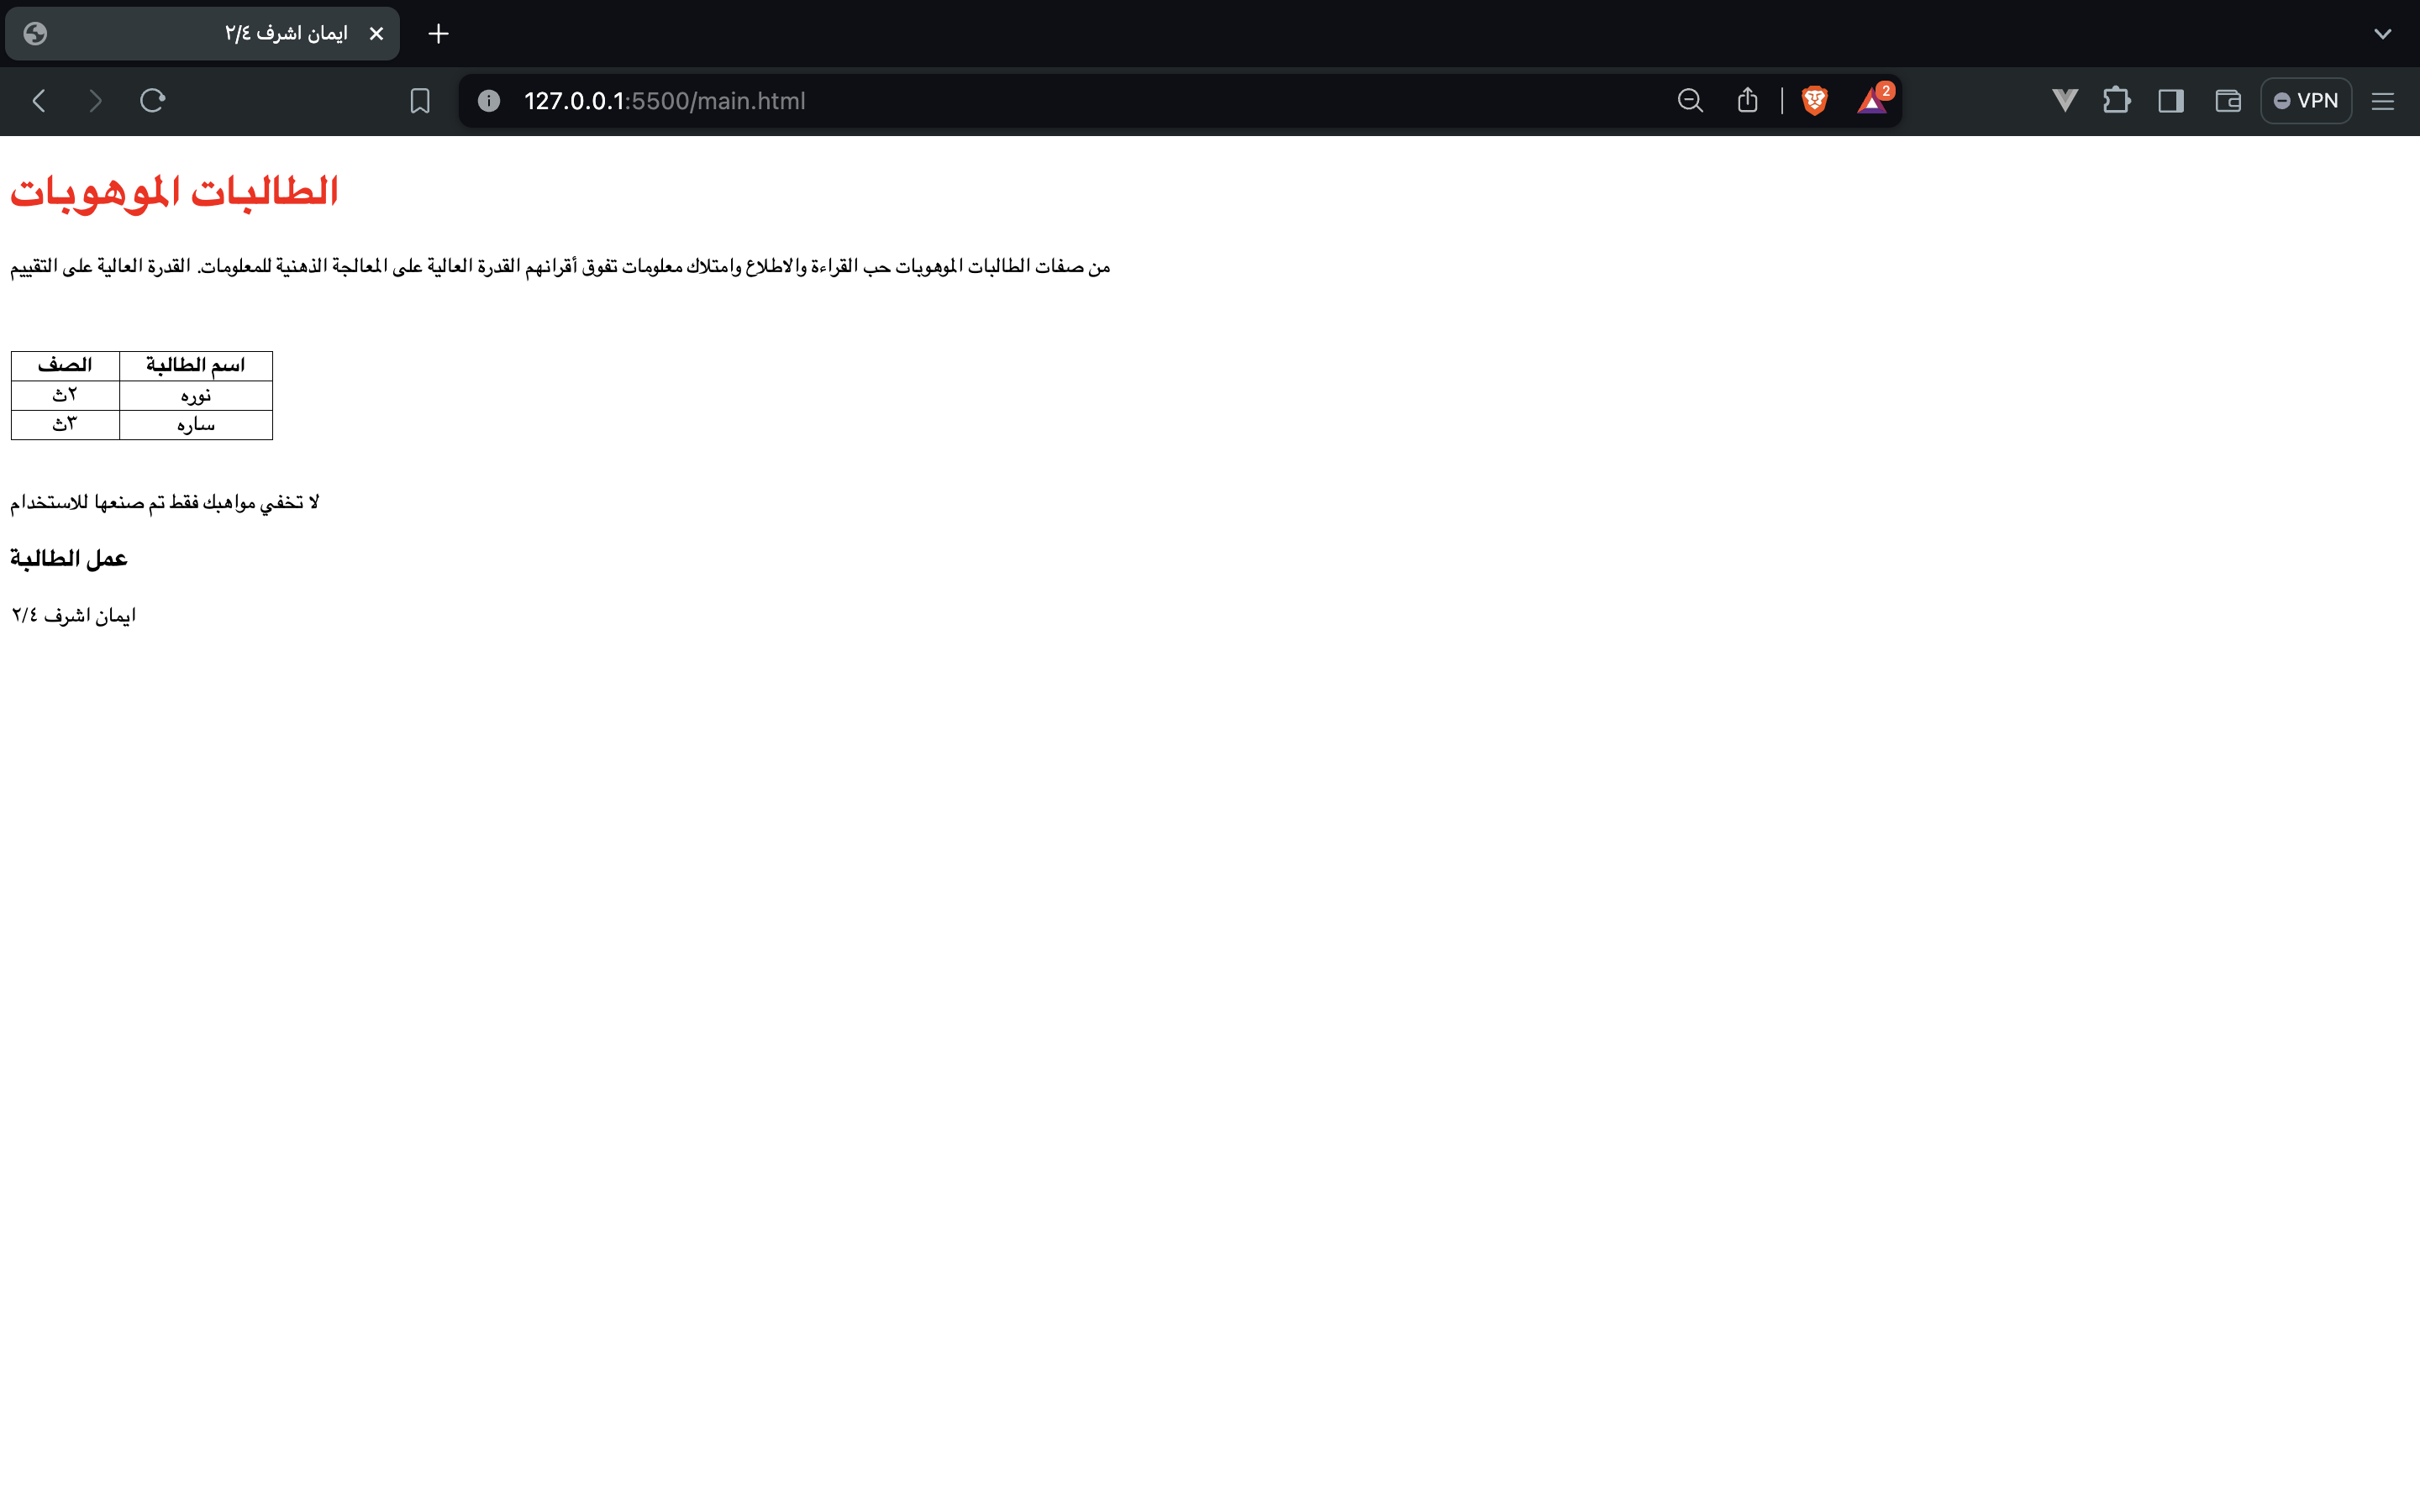 ايمان اشرف ٢/٤
127.0.0.1:5500/main.html
2
VPN
الطالبات الموهوبات
من صفات الطالبات الموهوبات حب القراءة والاطلاع وامتلاك معلومات تفوق أقرانهم القدرة العالية على المعالجة الذهنية للمعلومات. القدرة العالية على التقييم
اسم الطالبة الصف
نوره ٢ث
ساره ٣ث
لا تخفي مواهبك فقط تم صنعها للاستخدام
عمل الطالبة
ايمان اشرف ٢/٤